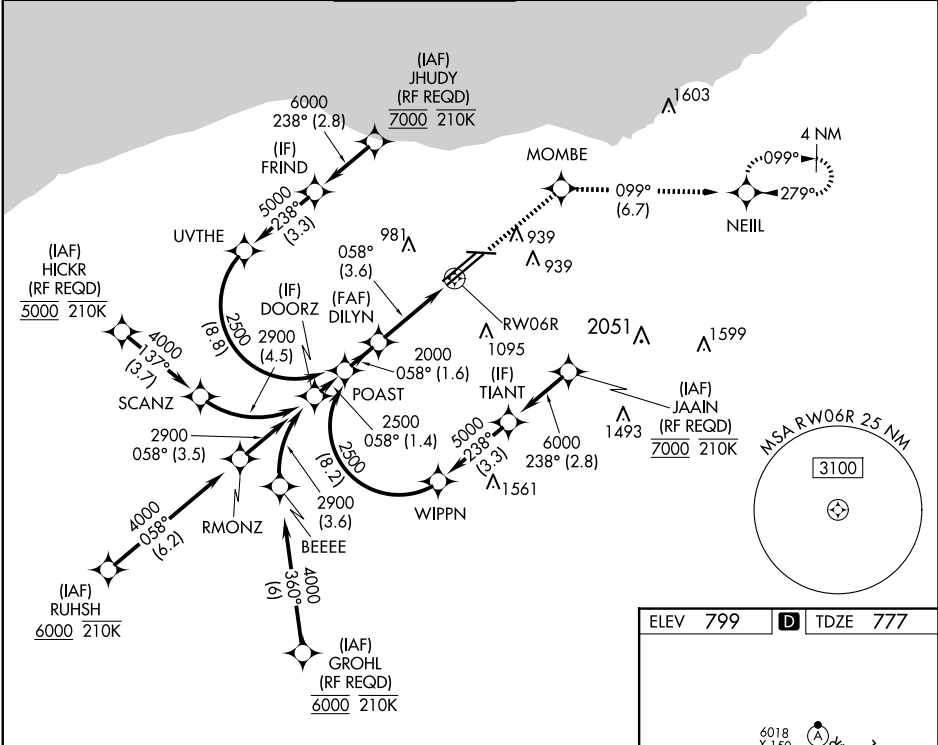 (IAF)
JHUDY
(RF REQD)
7000 210K
6000
238° (2.8)
(IF)
FRIND
1603
4 NM
099°
279°
MOMBE
099°
(6.7)
NEIIL
5000
238°
(3.3)
UVTHE
981
939
939
058°
(3.6)
(IAF)
HICKR
(RF REQD)
5000 210K
(IF)
DOORZ
(FAF)
DILYN
2500
(8.8)
2900
(4.5)
RW06R
1095
2051
1599
4000
137°
(3.7)
2000
058° (1.6)
(IF)
TIANT
SCANZ
POAST
(IAF)
JAAIN
(RF REQD)
7000 210K
2500
058° (1.4)
1493
5000
238°
(3.3)
6000
238° (2.8)
2900
058° (3.5)
2500
(8.2)
MSA RW06R 25 NM
3100
1561
2900
(3.6)
WIPPN
RMONZ
BEEEE
4000
058°
(6.2)
4000
360°
(6)
(IAF)
RUHSH
6000 210K
(IAF)
GROHL
(RF REQD)
6000 210K
ELEV 799 D TDZE 777
6018
X 150
A